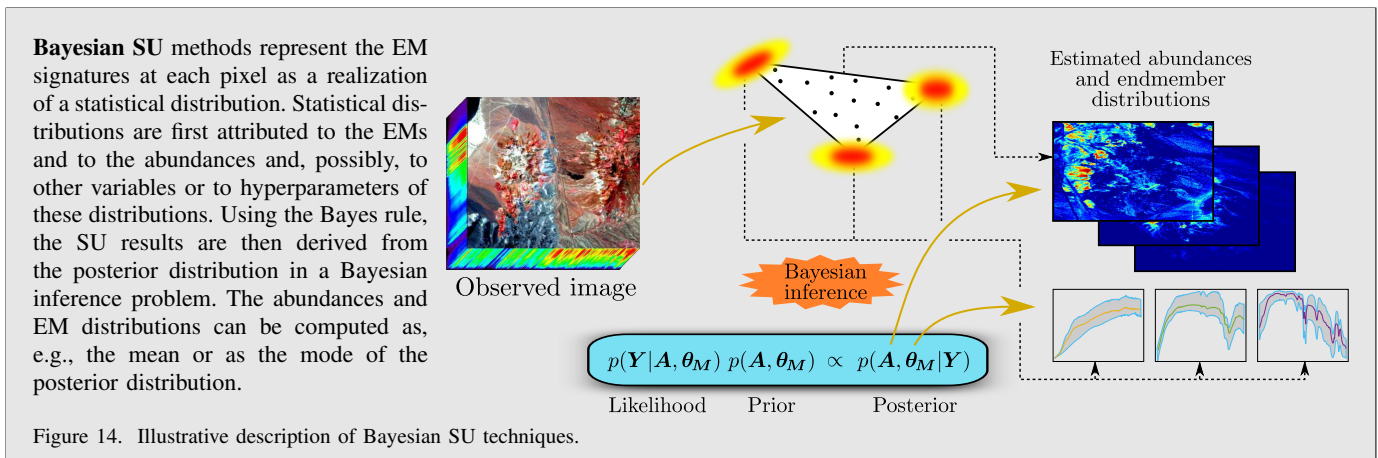 Bayesian SU methods represent the EM
signatures at each pixel as a realization
of a statistical distribution. Statistical dis-
tributions are first attributed to the EMs
and to the abundances and, possibly, to
other variables or to hyperparameters of
these distributions. Using the Bayes rule,
the SU results are then derived from
the posterior distribution in a Bayesian
inference problem. The abundances and
EM distributions can be computed as,
e.g., the mean or as the mode of the
posterior distribution.
Observed image
Estimated abundances
and endmember
distributions
Bayesian
inference
p(Y|A, θ_M) p(A, θ_M) ∝ p(A, θ_M|Y)
Likelihood Prior Posterior
Figure 14. Illustrative description of Bayesian SU techniques.